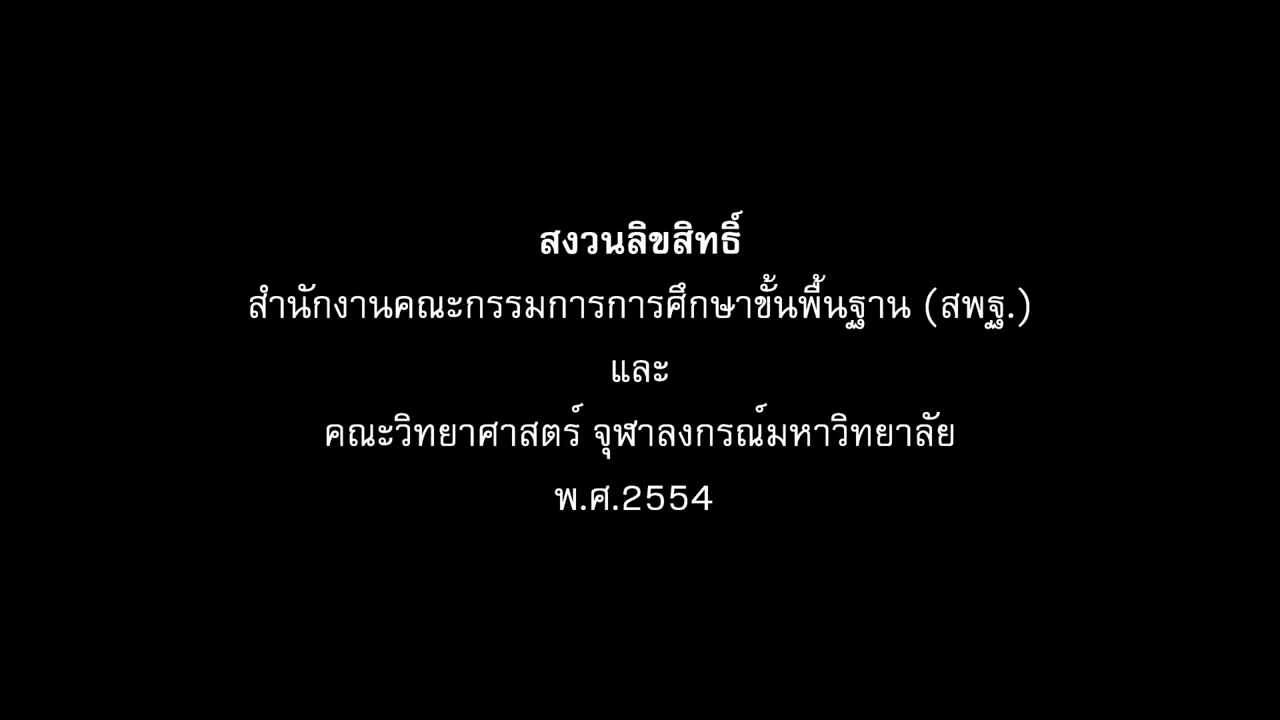 สงวนลิขสิทธิ์
สำนักงานคณะกรรมการการศึกษาขั้นพื้นฐาน (สพฐ.)
และ
คณะวิทยาศาสตร์ จุฬาลงกรณ์มหาวิทยาลัย
พ.ศ.2554